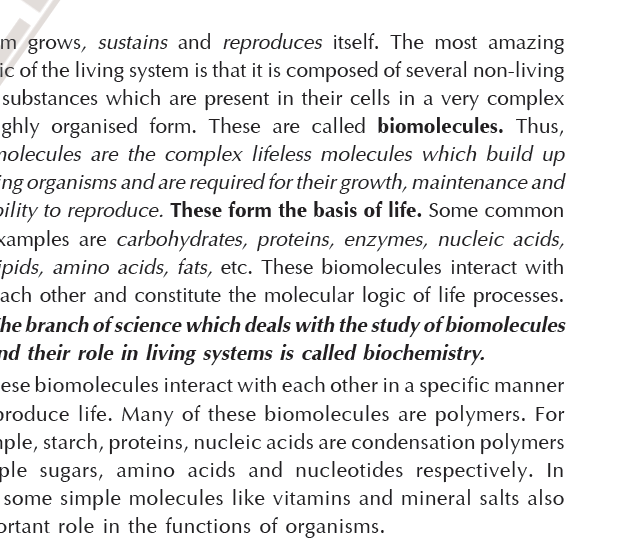 m grows, sustains and reproduces itself. The most amazing
ic of the living system is that it is composed of several non-living
substances which are present in their cells in a very complex
ghly organised form. These are called biomolecules. Thus,
nolecules are the complex lifeless molecules which build up
ing organisms and are required for their growth, maintenance and
bility to reproduce. These form the basis of life. Some common
xamples are carbohydrates, proteins, enzymes, nucleic acids,
ipids, amino acids, fats, etc. These biomolecules interact with
ach other and constitute the molecular logic of life processes.
he branch of science which deals with the study of biomolecules
nd their role in living systems is called biochemistry.
ese biomolecules interact with each other in a specific manner
produce life. Many of these biomolecules are polymers. For
nple, starch, proteins, nucleic acids are condensation polymers
ple sugars, amino acids and nucleotides respectively. In
some simple molecules like vitamins and mineral salts also
ortant role in the functions of organisms.